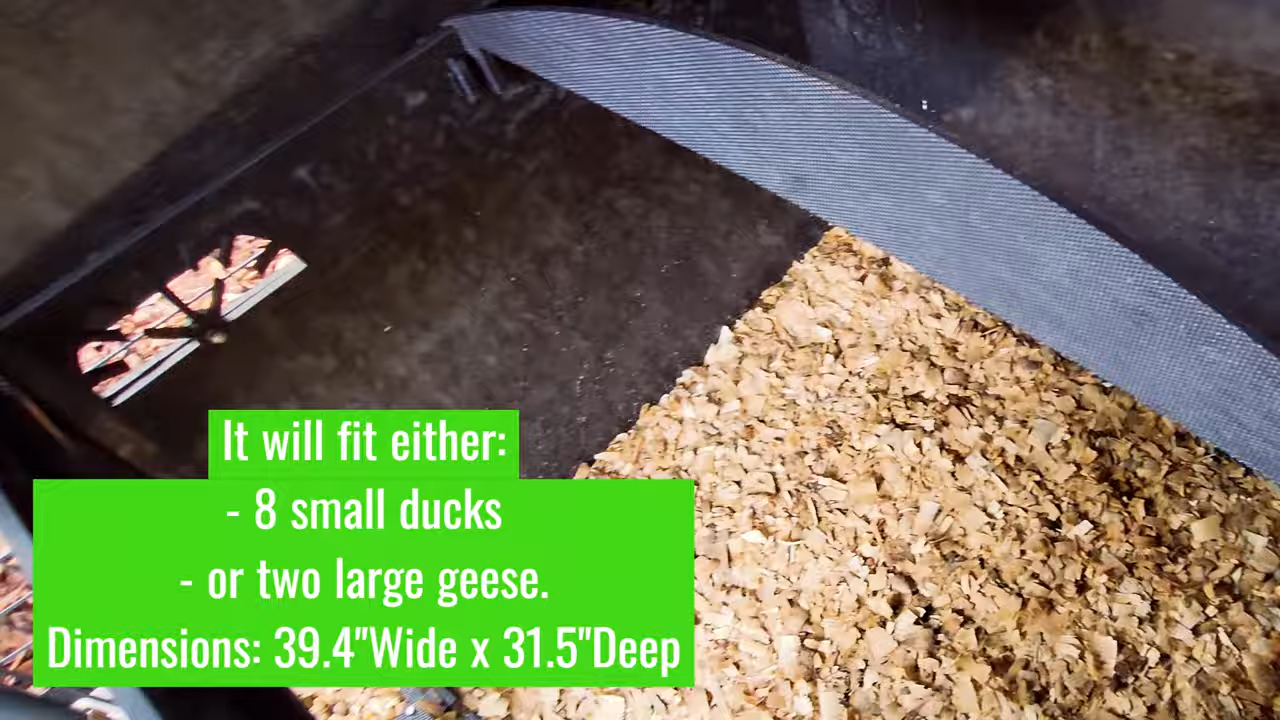 It will fit either:
- 8 small ducks
- or two large geese.
Dimensions: 39.4"Wide x 31.5"Deep